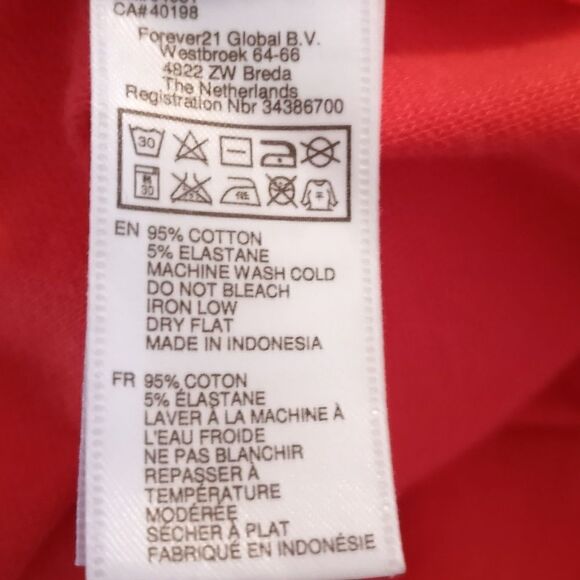 CA# 40198
Forever21 Global B.V.
Westbroek 64-66
4822 ZW Breda
The Netherlands
Registration Nbr 34386700
30
30
EN 95% COTTON
5% ELASTANE
MACHINE WASH COLD
DO NOT BLEACH
IRON LOW
DRY FLAT
MADE IN INDONESIA
FR 95% COTON
5% ÉLASTANE
LAVER À LA MACHINE À
L'EAU FROIDE
NE PAS BLANCHIR
REPASSER À
TEMPÉRATURE
MODÉRÉE
SÉCHER À PLAT
FABRIQUÉ EN INDONÉSIE